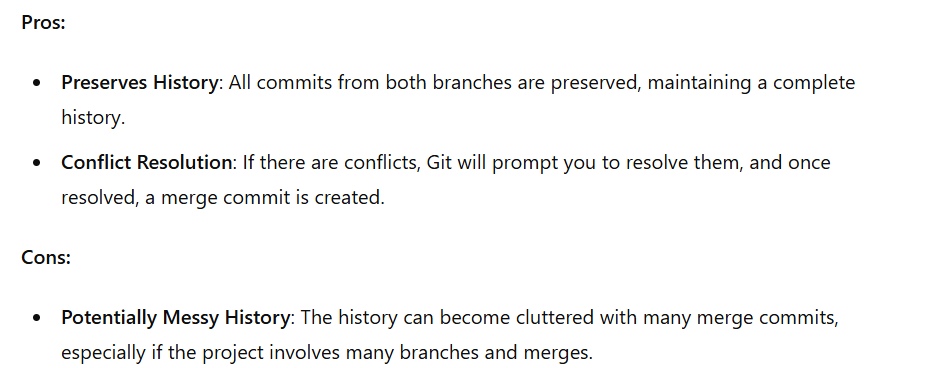 Pros:
• Preserves History: All commits from both branches are preserved, maintaining a complete
history.
• Conflict Resolution: If there are conflicts, Git will prompt you to resolve them, and once
resolved, a merge commit is created.
Cons:
• Potentially Messy History: The history can become cluttered with many merge commits,
especially if the project involves many branches and merges.